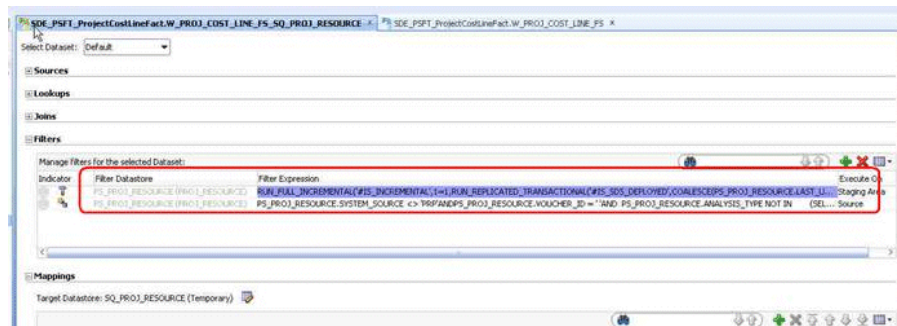 SDE_PSFT_ProjectCostLineFact.W_PROJ_COST_LINE_FS_SQ_PROJ_RESOURCE × SDE_PSFT_ProjectCostLineFact.W_PROJ_COST_LINE_FS ×
Select Dataset: Default
Sources
Lookups
Joins
Filters
Manage filters for the selected Dataset:
Indicator Filter Datastore Filter Expression Execute On
PS_PROJ_RESOURCE (PROJ_RESOURCE) RUN_FULL_INCREMENTAL('#IS_INCREMENTAL',1=1,RUN_REPLICATED_TRANSACTIONAL('#IS_SDS_DEPLOYED',COALESCE(PS_PROJ_RESOURCE.LAST_U... Staging Area
PS_PROJ_RESOURCE (PROJ_RESOURCE) PS_PROJ_RESOURCE.SYSTEM_SOURCE <> 'PRP'ANDPS_PROJ_RESOURCE.VOUCHER_ID = ' 'AND PS_PROJ_RESOURCE.ANALYSIS_TYPE NOT IN (SEL... Source
Mappings
Target Datastore: SQ_PROJ_RESOURCE (Temporary)